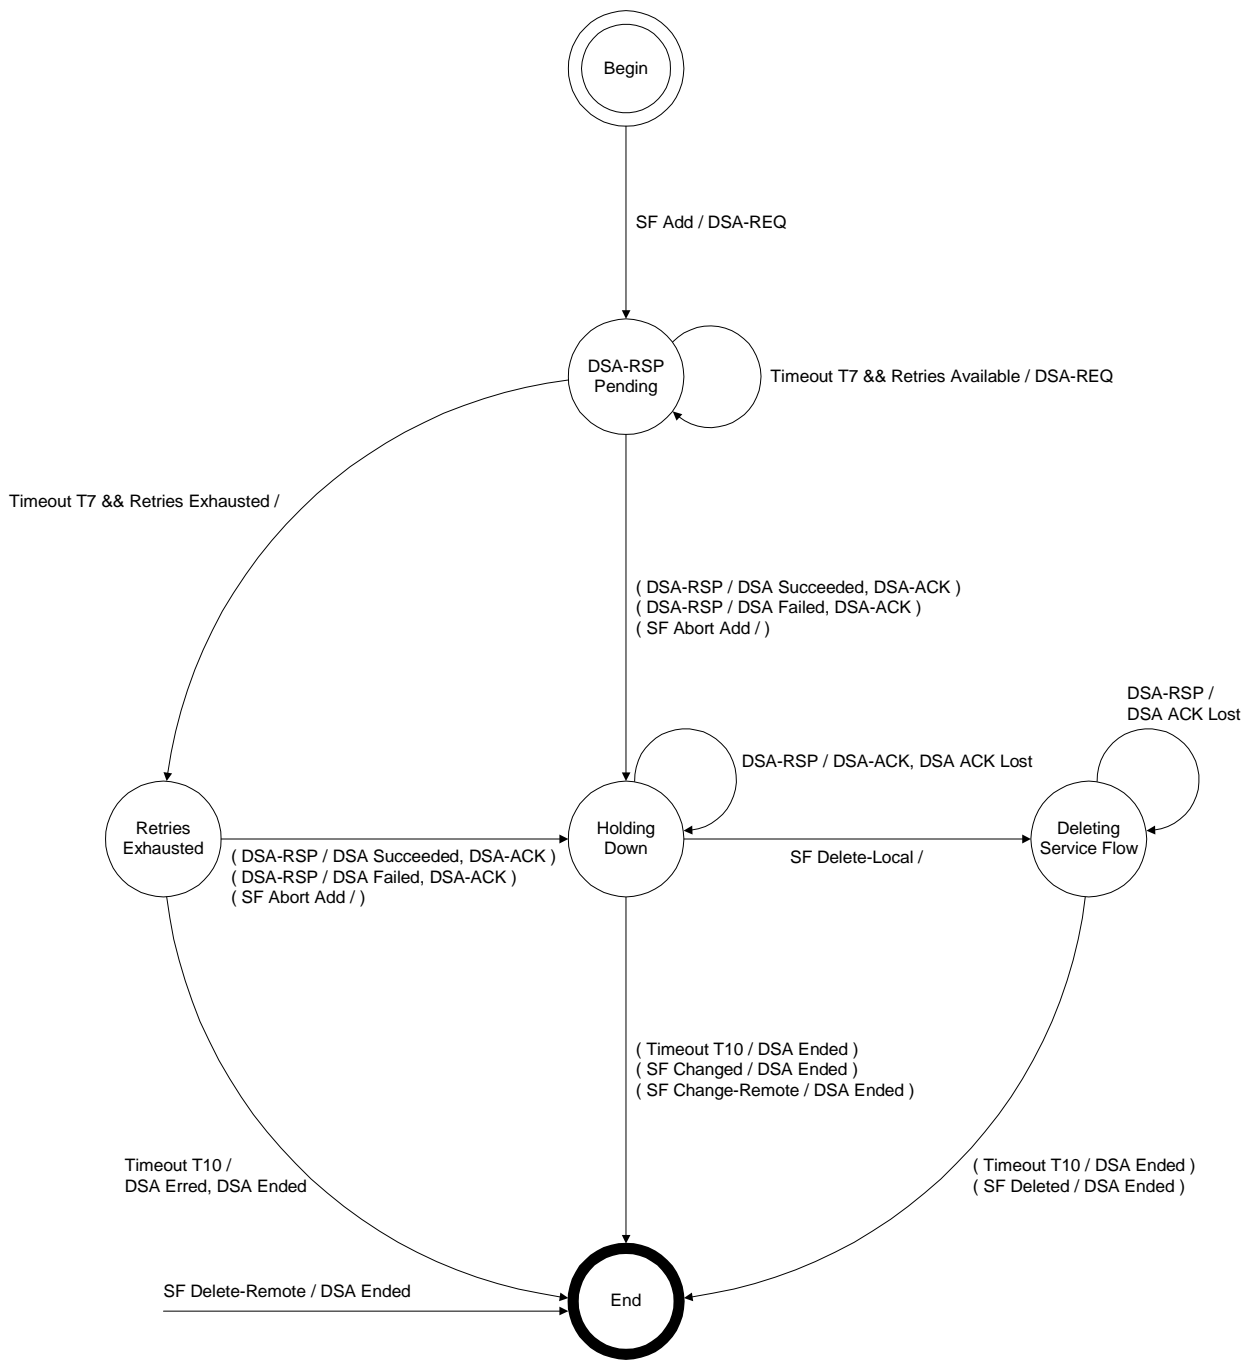 Begin
SF Add / DSA-REQ
DSA-RSP
Pending
Timeout T7 && Retries Available / DSA-REQ
Timeout T7 && Retries Exhausted /
( DSA-RSP / DSA Succeeded, DSA-ACK )
( DSA-RSP / DSA Failed, DSA-ACK )
( SF Abort Add / )
DSA-RSP /
DSA ACK Lost
DSA-RSP / DSA-ACK, DSA ACK Lost
Retries
Exhausted
( DSA-RSP / DSA Succeeded, DSA-ACK )
( DSA-RSP / DSA Failed, DSA-ACK )
( SF Abort Add / )
Holding
Down
SF Delete-Local /
Deleting
Service Flow
( Timeout T10 / DSA Ended )
( SF Changed / DSA Ended )
( SF Change-Remote / DSA Ended )
Timeout T10 /
DSA Erred, DSA Ended
( Timeout T10 / DSA Ended )
( SF Deleted / DSA Ended )
SF Delete-Remote / DSA Ended
End